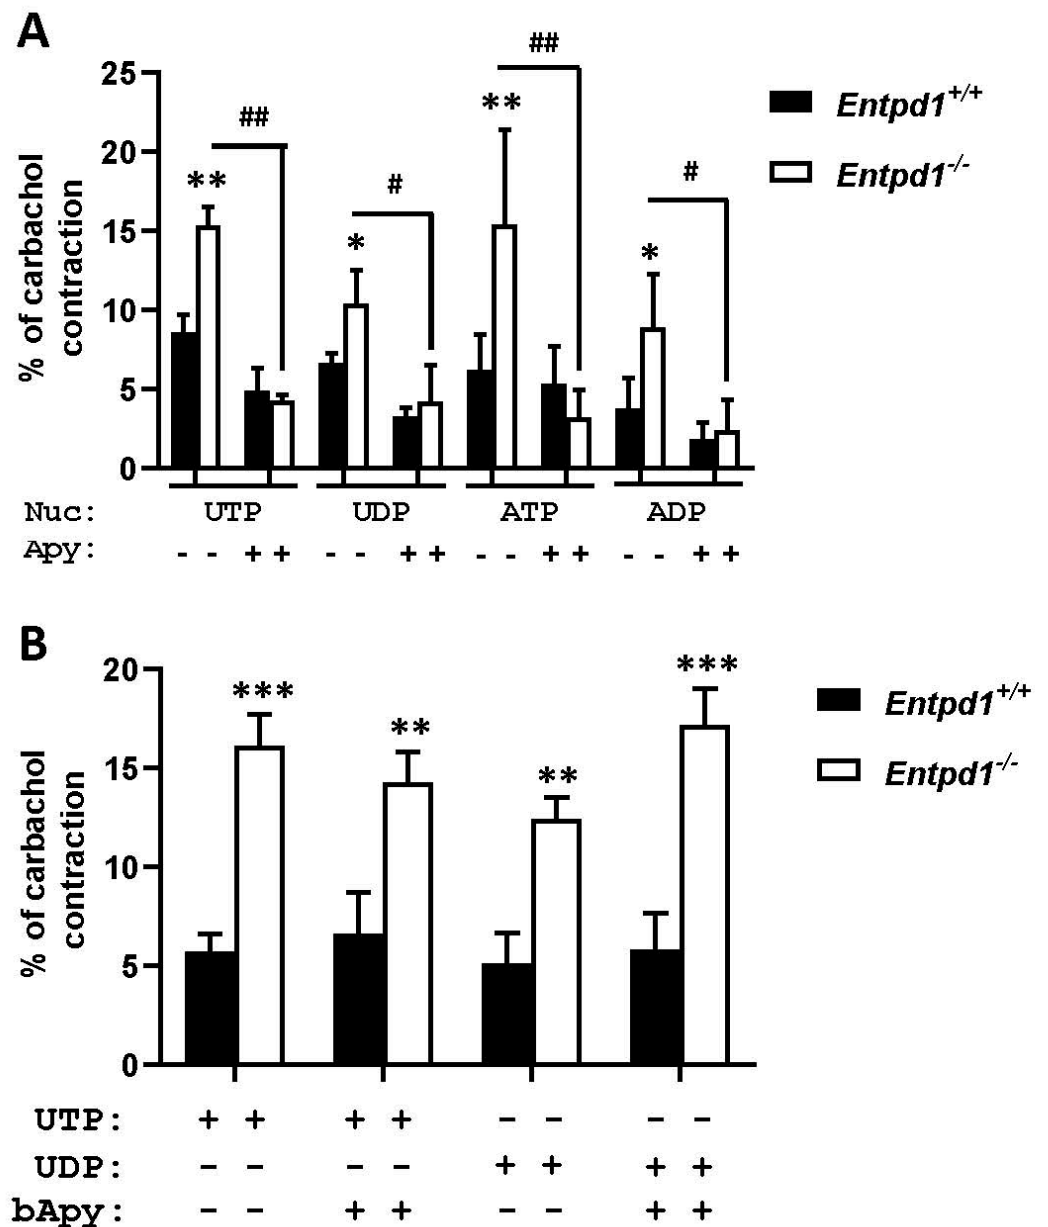 A
##
25
Entpd1+/+
**
##
20
Entpd1-/-
**
#
#
15
*
*
10
5
0
% of carbachol
contraction
Nuc: UTP UDP ATP ADP
Apy: - - + + - - + + - - + + - - + +
B
20
***
***
Entpd1+/+
**
15
**
Entpd1-/-
10
5
0
% of carbachol
contraction
UTP: + + + + - - - -
UDP: - - - - + + + +
bApy: - - + + - - + +